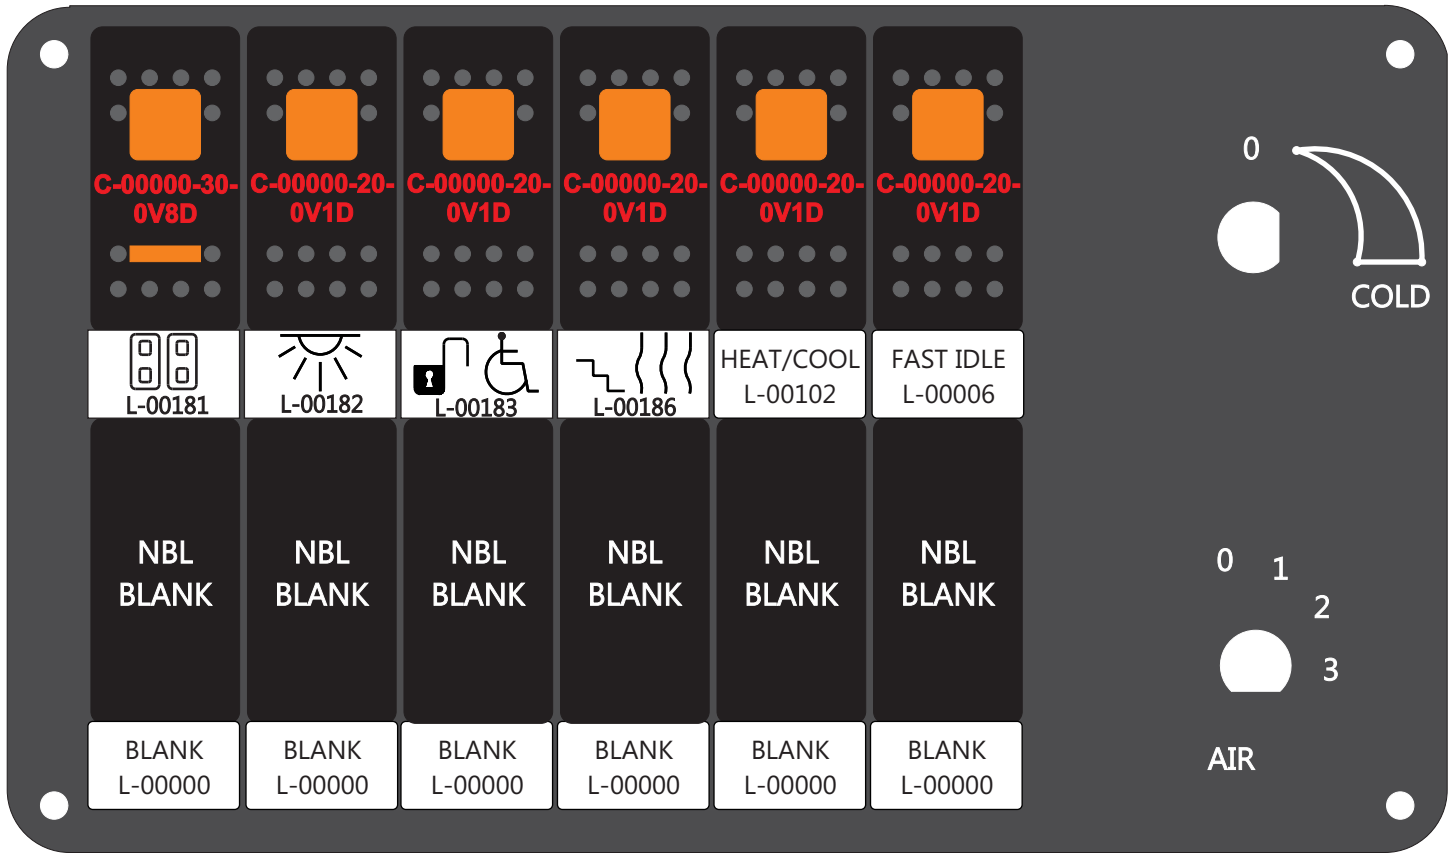 C-00000-30-
0V8D
C-00000-20-
0V1D
C-00000-20-
0V1D
C-00000-20-
0V1D
C-00000-20-
0V1D
C-00000-20-
0V1D
L-00181
L-00182
L-00183
L-00186
HEAT/COOL
L-00102
FAST IDLE
L-00006
NBL
BLANK
NBL
BLANK
NBL
BLANK
NBL
BLANK
NBL
BLANK
NBL
BLANK
BLANK
L-00000
BLANK
L-00000
BLANK
L-00000
BLANK
L-00000
BLANK
L-00000
BLANK
L-00000
0
COLD
0
1
2
3
AIR